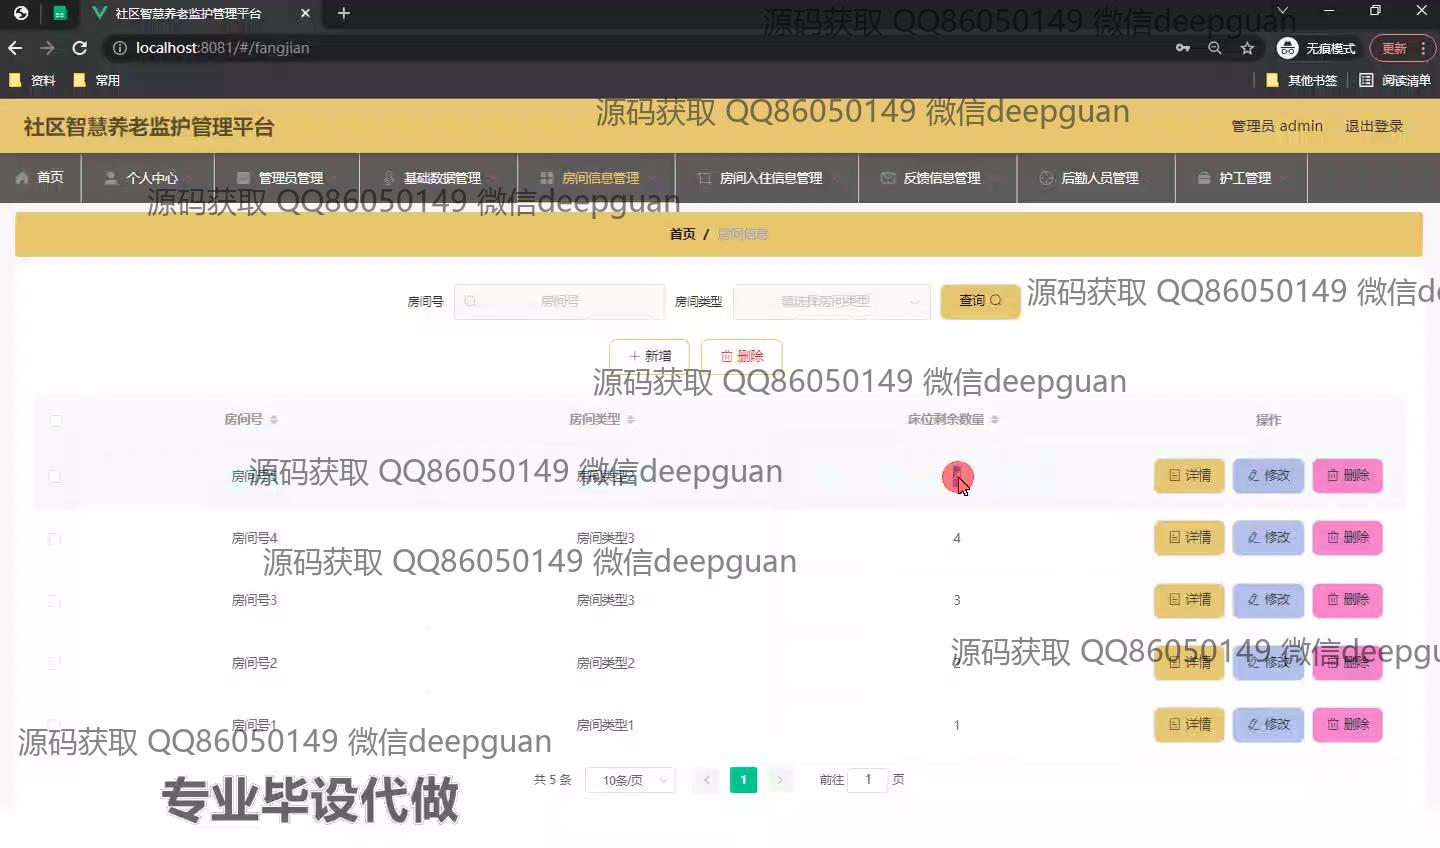 社区智慧养老监护管理平台
localhost:8081/#/fangjian
无痕模式
更新
资料
常用
其他书签
阅读清单
源码获取 QQ86050149 微信deepguan
社区智慧养老监护管理平台
源码获取 QQ86050149 微信deepguan
管理员 admin
退出登录
首页
个人中心
管理员管理
基础数据管理
房间信息管理
房间入住信息管理
反馈信息管理
后勤人员管理
护工管理
源码获取 QQ86050149 微信deepguan
首页 / 房间信息
房间号
房间号
房间类型
请选择房间类型
查询
源码获取 QQ86050149 微信de
新增
删除
源码获取 QQ86050149 微信deepguan
房间号
房间类型
床位剩余数量
操作
源码获取 QQ86050149 微信deepguan
详情 修改 删除
房间号4 房间类型3 4 详情 修改 删除
源码获取 QQ86050149 微信deepguan
房间号3 房间类型3 3 详情 修改 删除
源码获取 QQ86050149 微信deepgu
房间号2 房间类型2 2 详情 修改 删除
房间号1 房间类型1 1 详情 修改 删除
源码获取 QQ86050149 微信deepguan
共 5 条
10条/页
1
前往 1 页
专业毕设代做